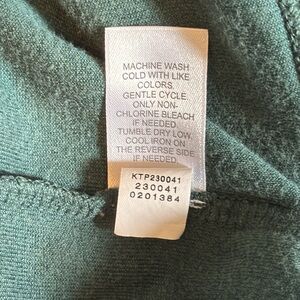 MACHINE WASH
COLD WITH LIKE
COLORS.
GENTLE CYCLE.
ONLY NON-
CHLORINE BLEACH
IF NEEDED.
TUMBLE DRY LOW.
COOL IRON ON
THE REVERSE SIDE
IF NEEDED
KTP230041
230041
0201384